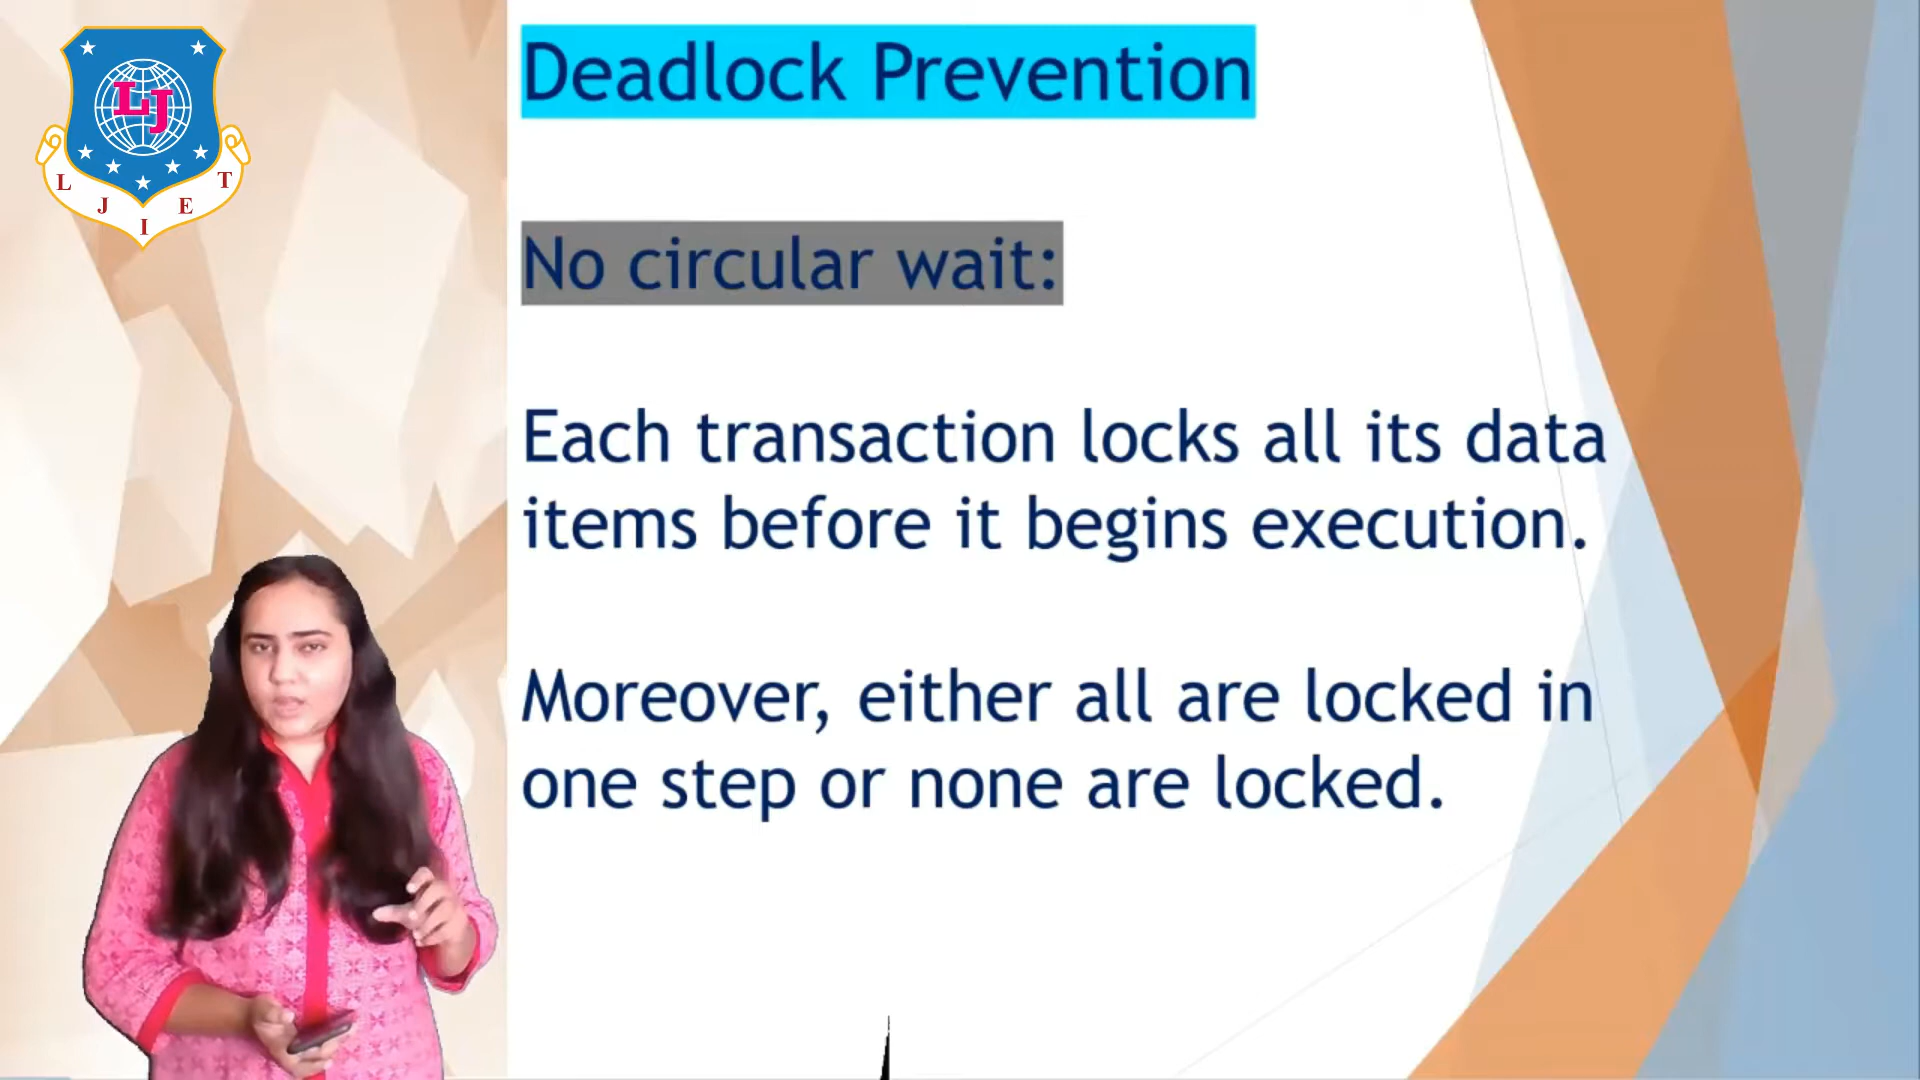 LJ
L J I E T
Deadlock Prevention
No circular wait:
Each transaction locks all its data
items before it begins execution.
Moreover, either all are locked in
one step or none are locked.